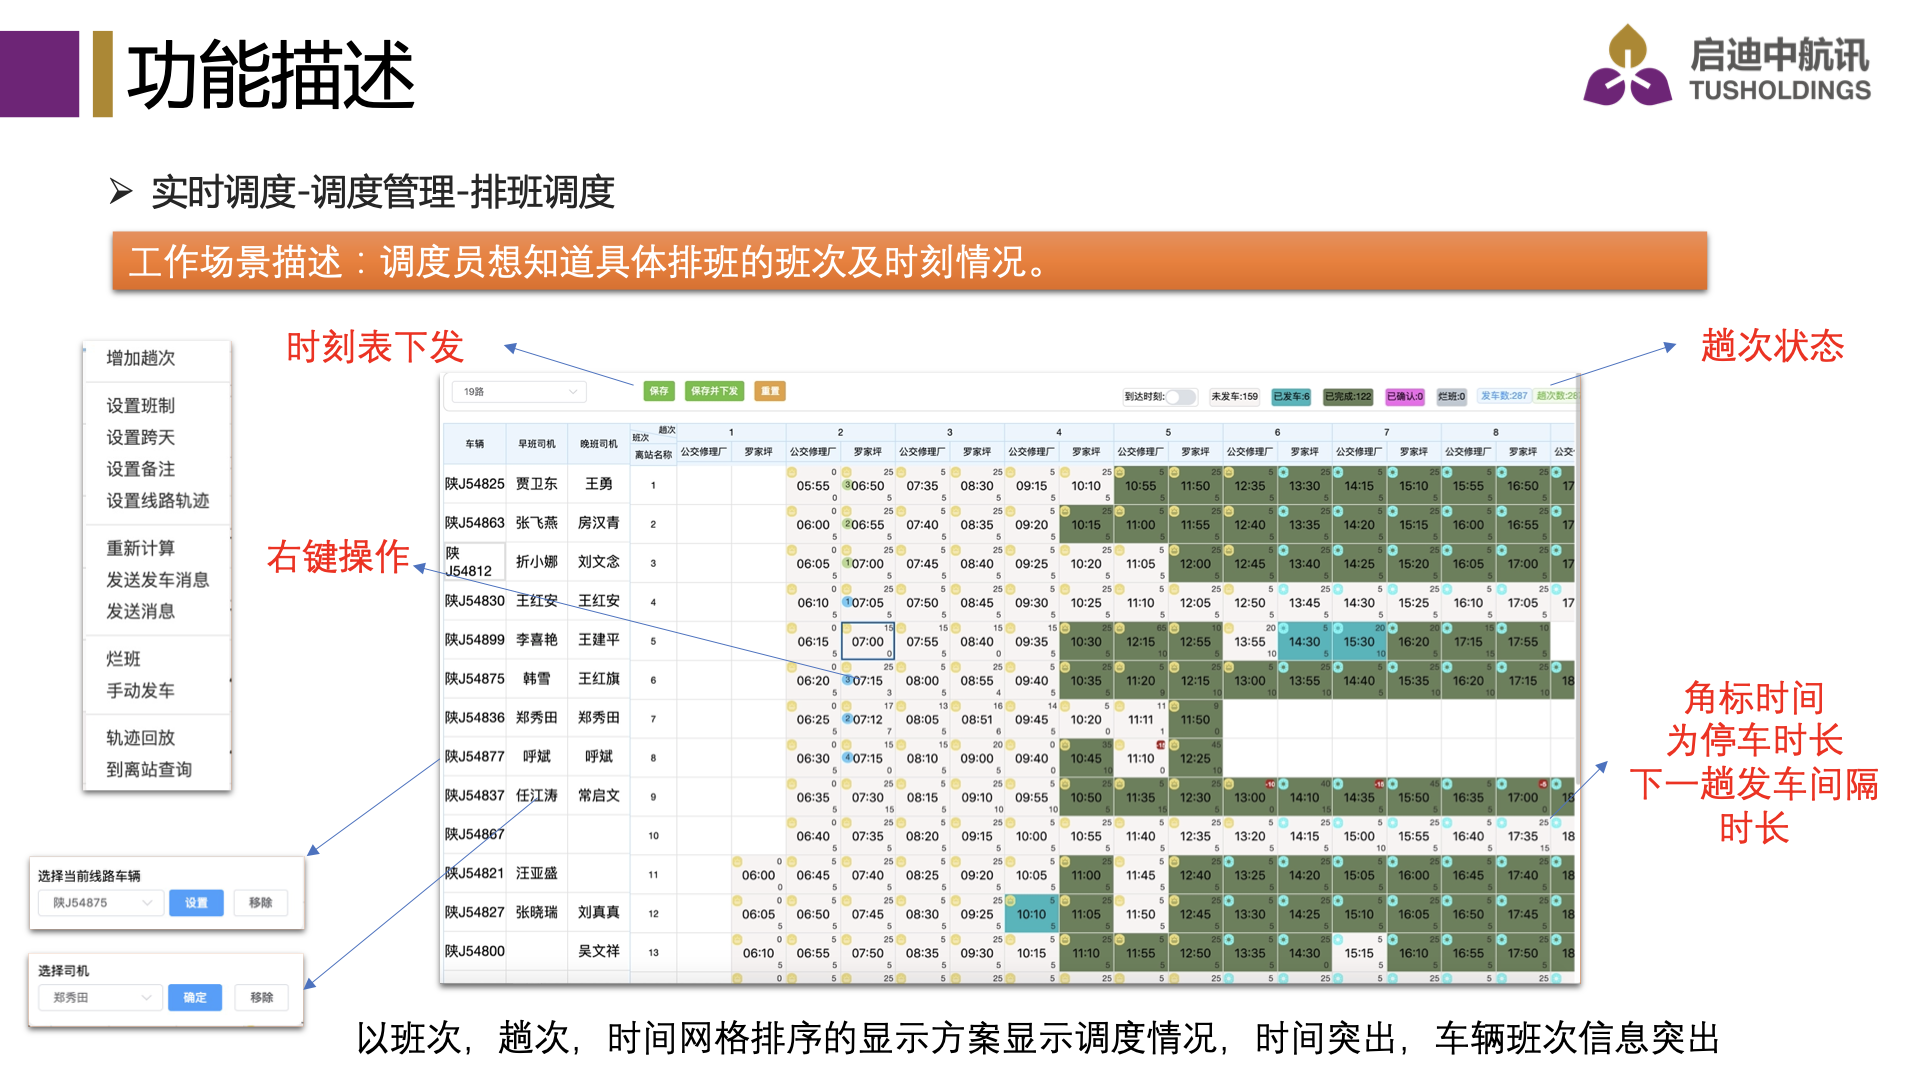 功能描述
启迪中航讯
TUSHOLDINGS
实时调度-调度管理-排班调度
工作场景描述：调度员想知道具体排班的班次及时刻情况。
时刻表下发
趟次状态
右键操作
角标时间
为停车时长
下一趟发车间隔
时长
增加趟次
设置班制
设置跨天
设置备注
设置线路轨迹
重新计算
发送发车消息
发送消息
烂班
手动发车
轨迹回放
到离站查询
选择当前线路车辆
陕J54875 设置 移除
选择司机
郑秀田 确定 移除
19路 保存 保存并下发 重置 到达时刻: 未发车:159 已发车:6 已完成:122 已确认:0 烂班:0 发车数:287 趟次数:28
车辆 早班司机 晚班司机 班次 趟次 离站名称 1 2 3 4 5 6 7 8
公交修理厂 罗家坪 公交修理厂 罗家坪 公交修理厂 罗家坪 公交修理厂 罗家坪 公交修理厂 罗家坪 公交修理厂 罗家坪 公交修理厂 罗家坪 公交修理厂 罗家坪 公交
陕J54825 贾卫东 王勇 1 05:55 06:50 07:35 08:30 09:15 10:10 10:55 11:50 12:35 13:30 14:15 15:10 15:55 16:50 17
陕J54863 张飞燕 房汉青 2 06:00 06:55 07:40 08:35 09:20 10:15 11:00 11:55 12:40 13:35 14:20 15:15 16:00 16:55 17
陕J54812 折小娜 刘文念 3 06:05 07:00 07:45 08:40 09:25 10:20 11:05 12:00 12:45 13:40 14:25 15:20 16:05 17:00 17
陕J54830 王红安 王红安 4 06:10 07:05 07:50 08:45 09:30 10:25 11:10 12:05 12:50 13:45 14:30 15:25 16:10 17:05 17
陕J54899 李喜艳 王建平 5 06:15 07:00 07:55 08:40 09:35 10:30 12:15 12:55 13:55 14:30 15:30 16:20 17:15 17:55
陕J54875 韩雪 王红旗 6 06:20 07:15 08:00 08:55 09:40 10:35 11:20 12:15 13:00 13:55 14:40 15:35 16:20 17:15 18
陕J54836 郑秀田 郑秀田 7 06:25 07:12 08:05 08:51 09:45 10:20 11:11 11:50
陕J54877 呼斌 呼斌 8 06:30 07:15 08:10 09:00 09:40 10:45 11:10 12:25
陕J54837 任江涛 常启文 9 06:35 07:30 08:15 09:10 09:55 10:50 11:35 12:30 13:00 14:10 14:35 15:50 16:35 17:00 18
陕J54867 10 06:40 07:35 08:20 09:15 10:00 10:55 11:40 12:35 13:20 14:15 15:00 15:55 16:40 17:35 18
陕J54821 汪亚盛 11 06:00 06:45 07:40 08:25 09:20 10:05 11:00 11:45 12:40 13:25 14:20 15:05 16:00 16:45 17:40 18
陕J54827 张晓瑞 刘真真 12 06:05 06:50 07:45 08:30 09:25 10:10 11:05 11:50 12:45 13:30 14:25 15:10 16:05 16:50 17:45 18
陕J54800 吴文祥 13 06:10 06:55 07:50 08:35 09:30 10:15 11:10 11:55 12:50 13:35 14:30 15:15 16:10 16:55 17:50 18
以班次，趟次，时间网格排序的显示方案显示调度情况，时间突出，车辆班次信息突出